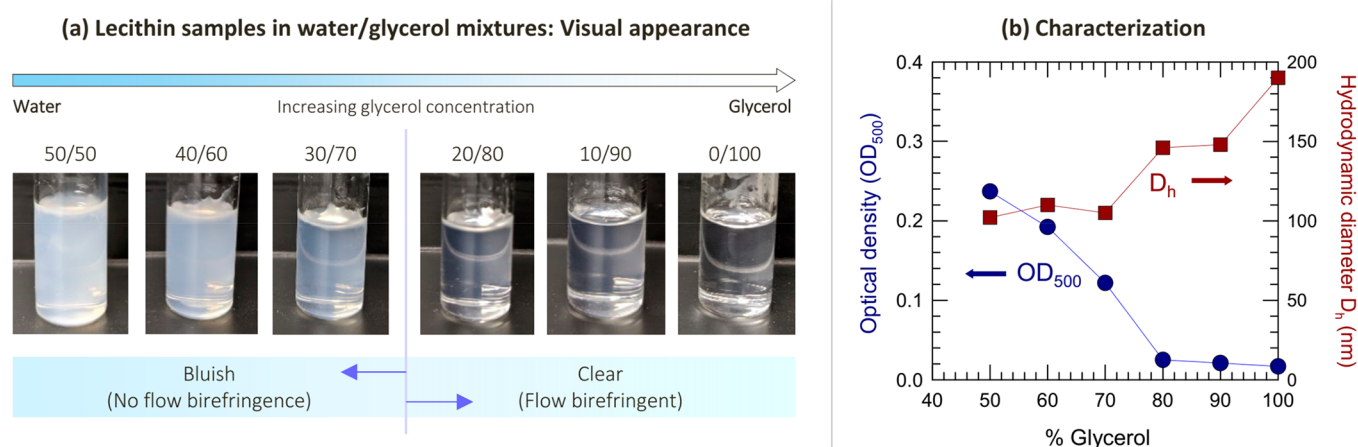 (a) Lecithin samples in water/glycerol mixtures: Visual appearance
Water
Increasing glycerol concentration
Glycerol
50/50
40/60
30/70
20/80
10/90
0/100
Bluish
(No flow birefringence)
Clear
(Flow birefringent)
(b) Characterization
Optical density (OD500)
0.4
0.3
0.2
0.1
0.0
Dh
OD500
200
150
100
50
0
Hydrodynamic diameter Dh (nm)
40 50 60 70 80 90 100
% Glycerol